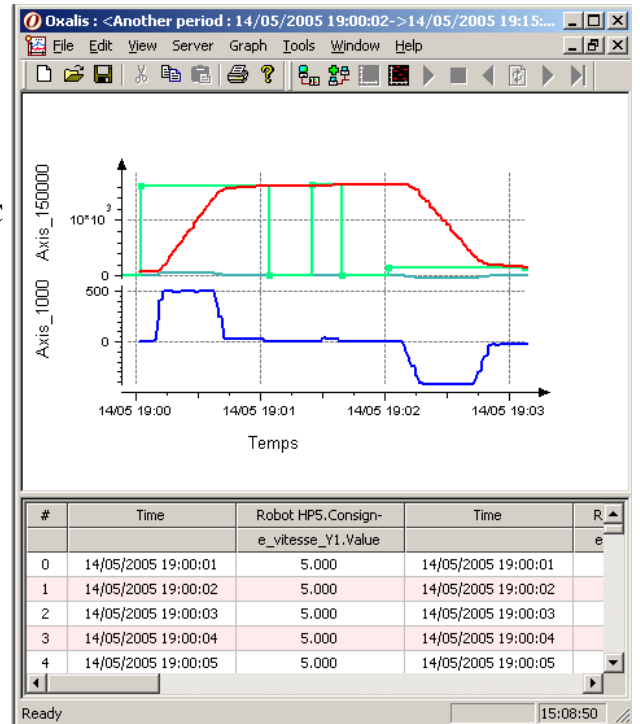 Oxalis : <Another period : 14/05/2005 19:00:02->14/05/2005 19:15:...
File Edit View Server Graph Tools Window Help
Axis_150000
10*10³
0
Axis_1000
500
0
14/05 19:00 14/05 19:01 14/05 19:02 14/05 19:03
Temps
# Time Robot HP5.Consign- Time R
e_vitesse_Y1.Value e
0 14/05/2005 19:00:01 5.000 14/05/2005 19:00:01
1 14/05/2005 19:00:02 5.000 14/05/2005 19:00:02
2 14/05/2005 19:00:03 5.000 14/05/2005 19:00:03
3 14/05/2005 19:00:04 5.000 14/05/2005 19:00:04
4 14/05/2005 19:00:05 5.000 14/05/2005 19:00:05
Ready 15:08:50